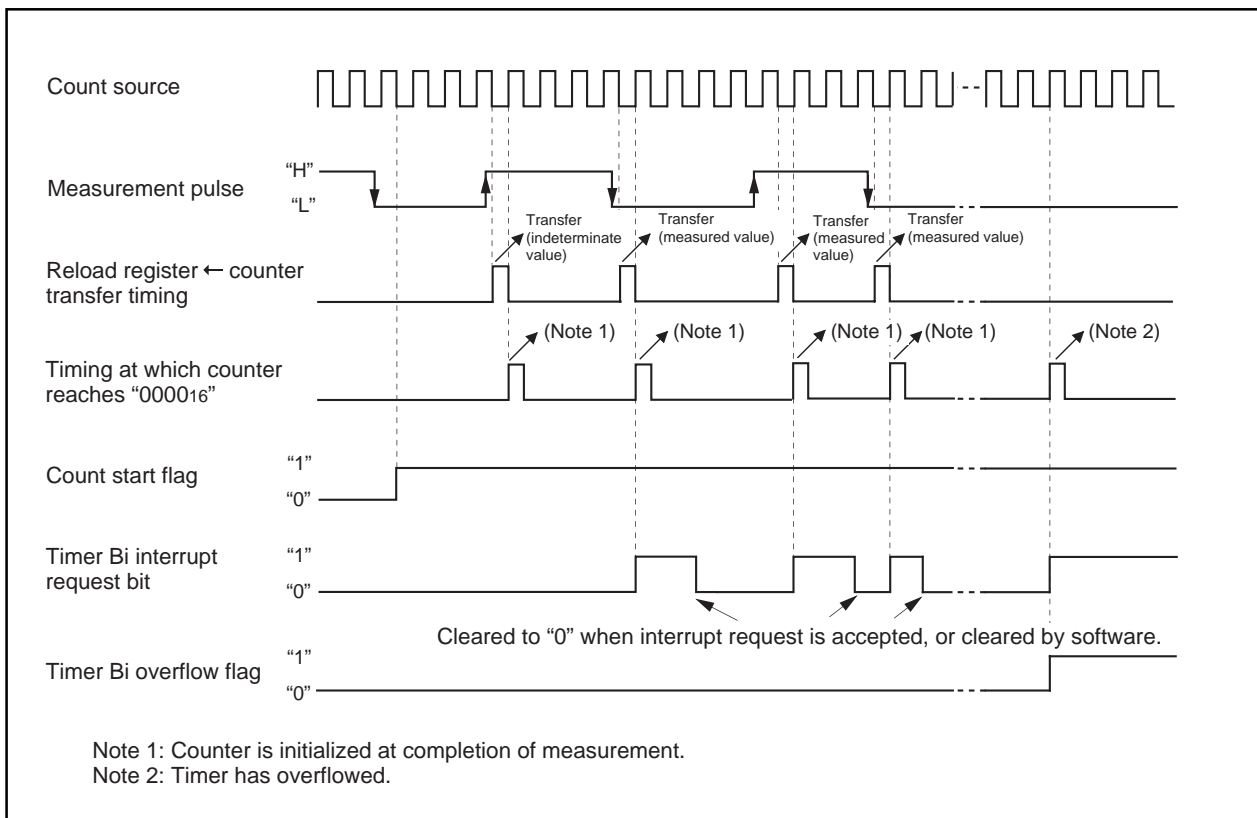 Count source
Measurement pulse
“H”
“L”
Transfer
(indeterminate
value)
Transfer
(measured value)
Transfer
(measured
value)
Transfer
(measured value)
Reload register ← counter
transfer timing
(Note 1)
(Note 1)
(Note 1)
(Note 1)
(Note 2)
Timing at which counter
reaches “000016”
Count start flag
“1”
“0”
Timer Bi interrupt
request bit
“1”
“0”
Cleared to “0” when interrupt request is accepted, or cleared by software.
Timer Bi overflow flag
“1”
“0”
Note 1: Counter is initialized at completion of measurement.
Note 2: Timer has overflowed.